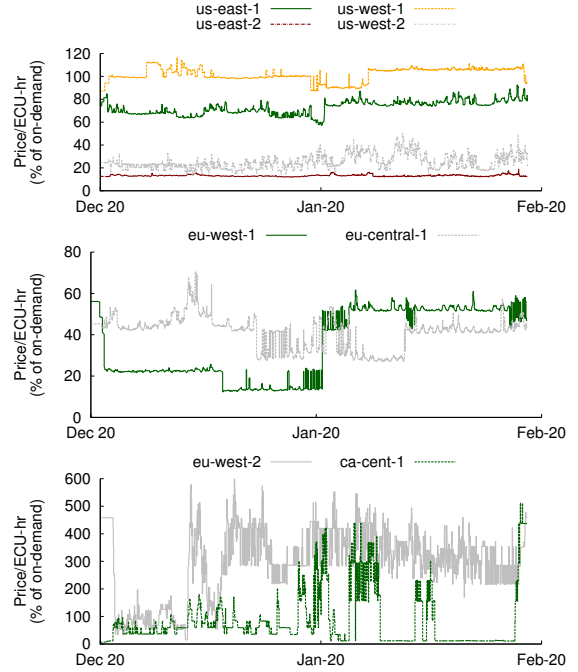 us-east-1 us-west-1
us-east-2 us-west-2
Price/ECU-hr
(% of on-demand)
120
100
80
60
40
20
0
Dec 20 Jan-20 Feb-20
eu-west-1 eu-central-1
Price/ECU-hr
(% of on-demand)
80
60
40
20
0
Dec 20 Jan-20 Feb-20
eu-west-2 ca-cent-1
Price/ECU-hr
(% of on-demand)
600
500
400
300
200
100
0
Dec 20 Jan-20 Feb-20